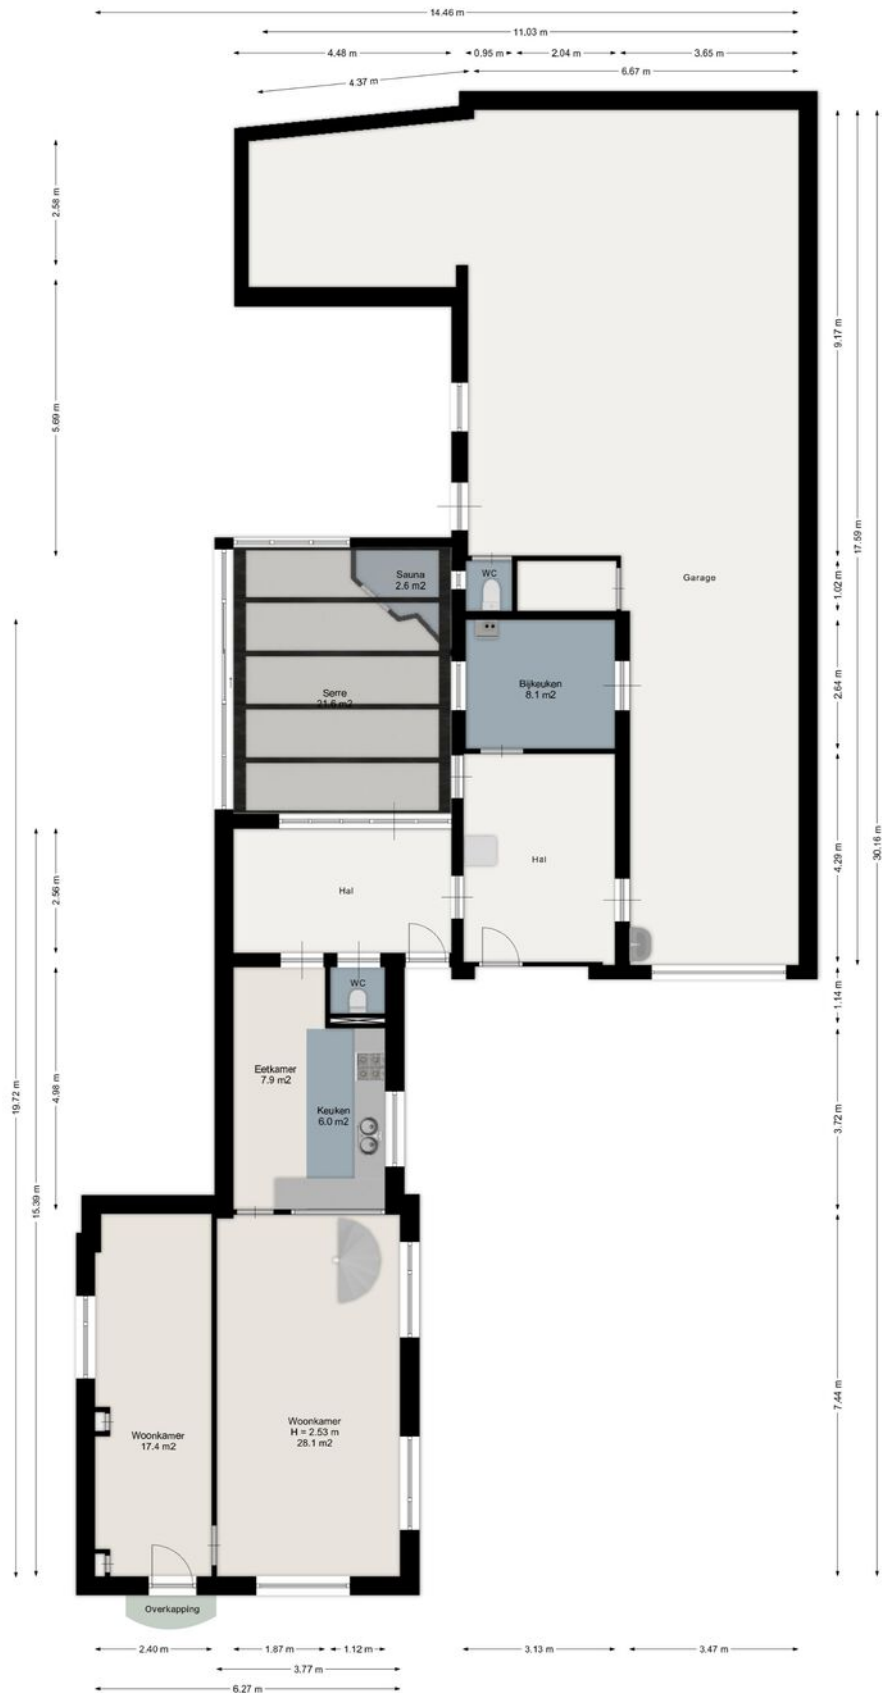 14.46 m
11.03 m
4.48 m
0.95 m
2.04 m
3.65 m
4.37 m
6.67 m
2.58 m
5.69 m
9.17 m
17.59 m
30.16 m
1.02 m
2.64 m
4.29 m
Garage
WC
Sauna
2.6 m2
Bijkeuken
8.1 m2
Serre
21.6 m2
Hal
Hal
2.56 m
19.72 m
15.39 m
4.98 m
1.14 m
3.72 m
7.44 m
WC
Eetkamer
7.9 m2
Keuken
6.0 m2
Woonkamer
H = 2.53 m
28.1 m2
Woonkamer
17.4 m2
Overkapping
2.40 m
1.87 m
1.12 m
3.13 m
3.47 m
3.77 m
6.27 m